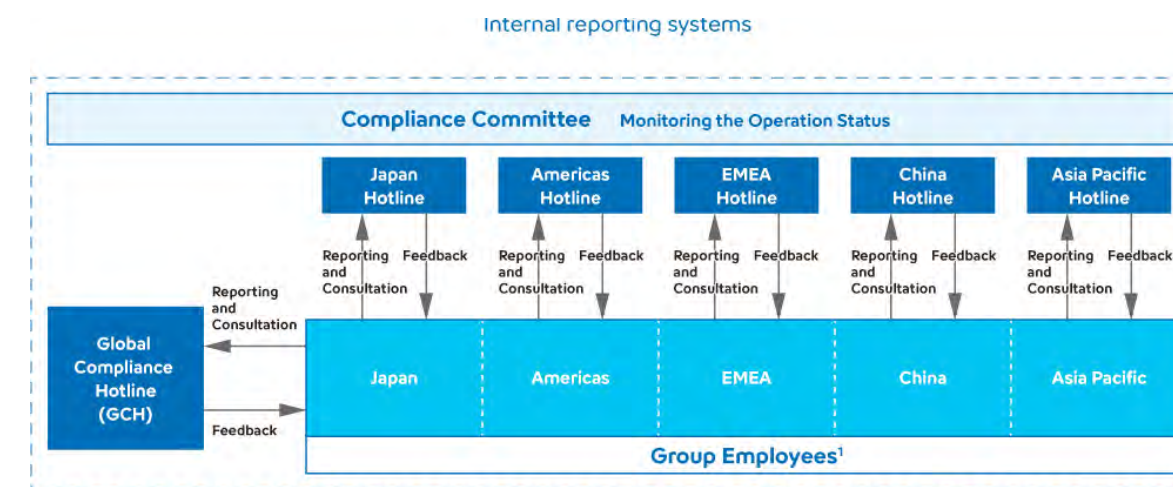 Internal reporting systems
Compliance Committee Monitoring the Operation Status
Japan
Hotline
Americas
Hotline
EMEA
Hotline
China
Hotline
Asia Pacific
Hotline
Reporting
and
Consultation
Feedback
Reporting
and
Consultation
Feedback
Reporting
and
Consultation
Feedback
Reporting
and
Consultation
Feedback
Reporting
and
Consultation
Feedback
Reporting
and
Consultation
Global
Compliance
Hotline
(GCH)
Feedback
Japan
Americas
EMEA
China
Asia Pacific
Group Employees¹